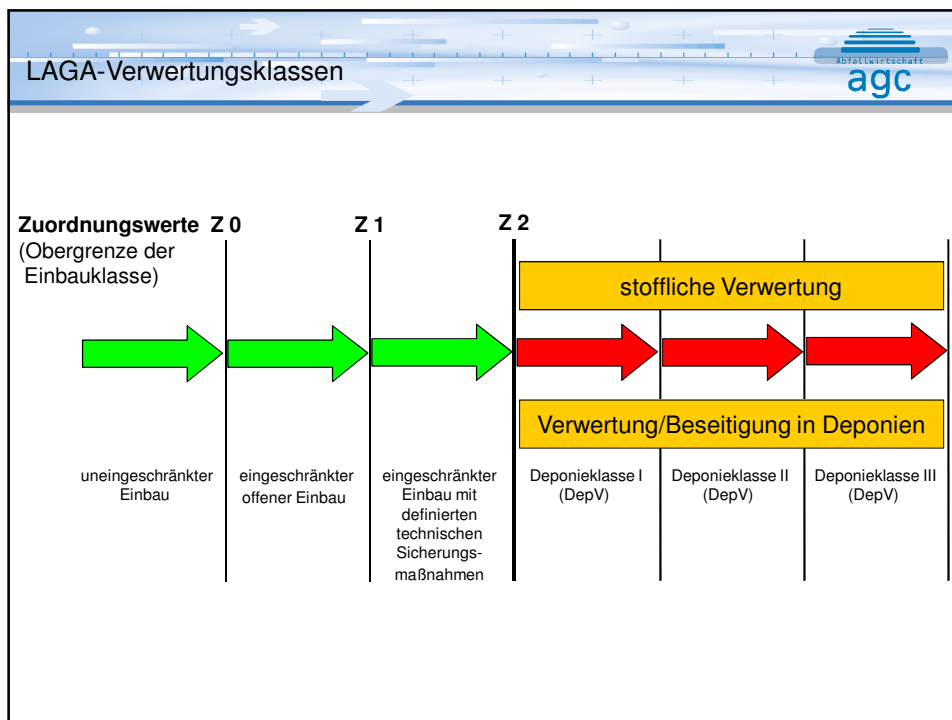 LAGA-Verwertungsklassen
Abfallwirtschaft
agc
Zuordnungswerte Z 0 Z 1 Z 2
(Obergrenze der
Einbauklasse)
stoffliche Verwertung
Verwertung/Beseitigung in Deponien
uneingeschränkter
Einbau
eingeschränkter
offener Einbau
eingeschränkter
Einbau mit
definierten
technischen
Sicherungs-
maßnahmen
Deponieklasse I
(DepV)
Deponieklasse II
(DepV)
Deponieklasse III
(DepV)